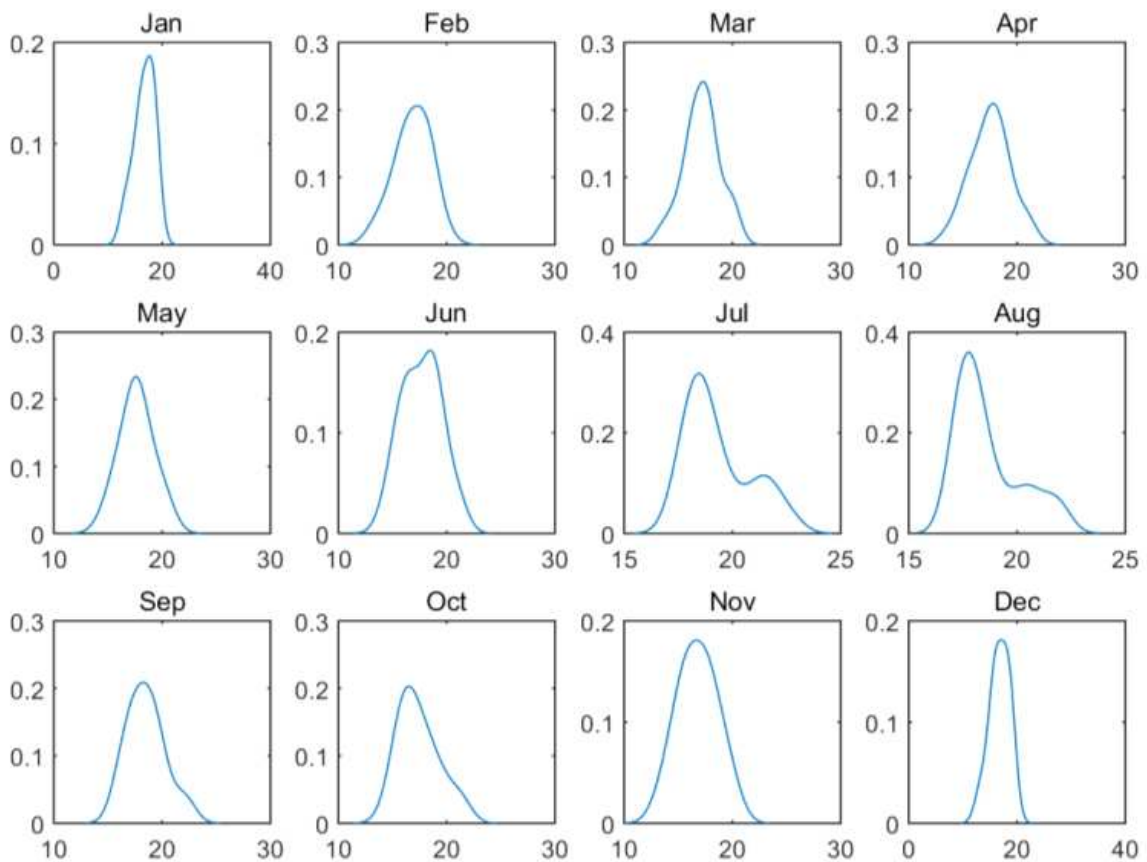 Jan Feb Mar Apr
0.2 0.3 0.3 0.3
0.2 0.2 0.2
0.1
0.1 0.1 0.1
0 0 0 0
0 20 40 10 20 30 10 20 30 10 20 30
May Jun Jul Aug
0.3 0.2 0.4 0.4
0.2 0.1 0.2 0.2
0.1
0 0 0 0
10 20 30 10 20 30 15 20 25 15 20 25
Sep Oct Nov Dec
0.3 0.3 0.2 0.2
0.2 0.2
0.1 0.1
0.1 0.1
0 0 0 0
10 20 30 10 20 30 10 20 30 0 20 40